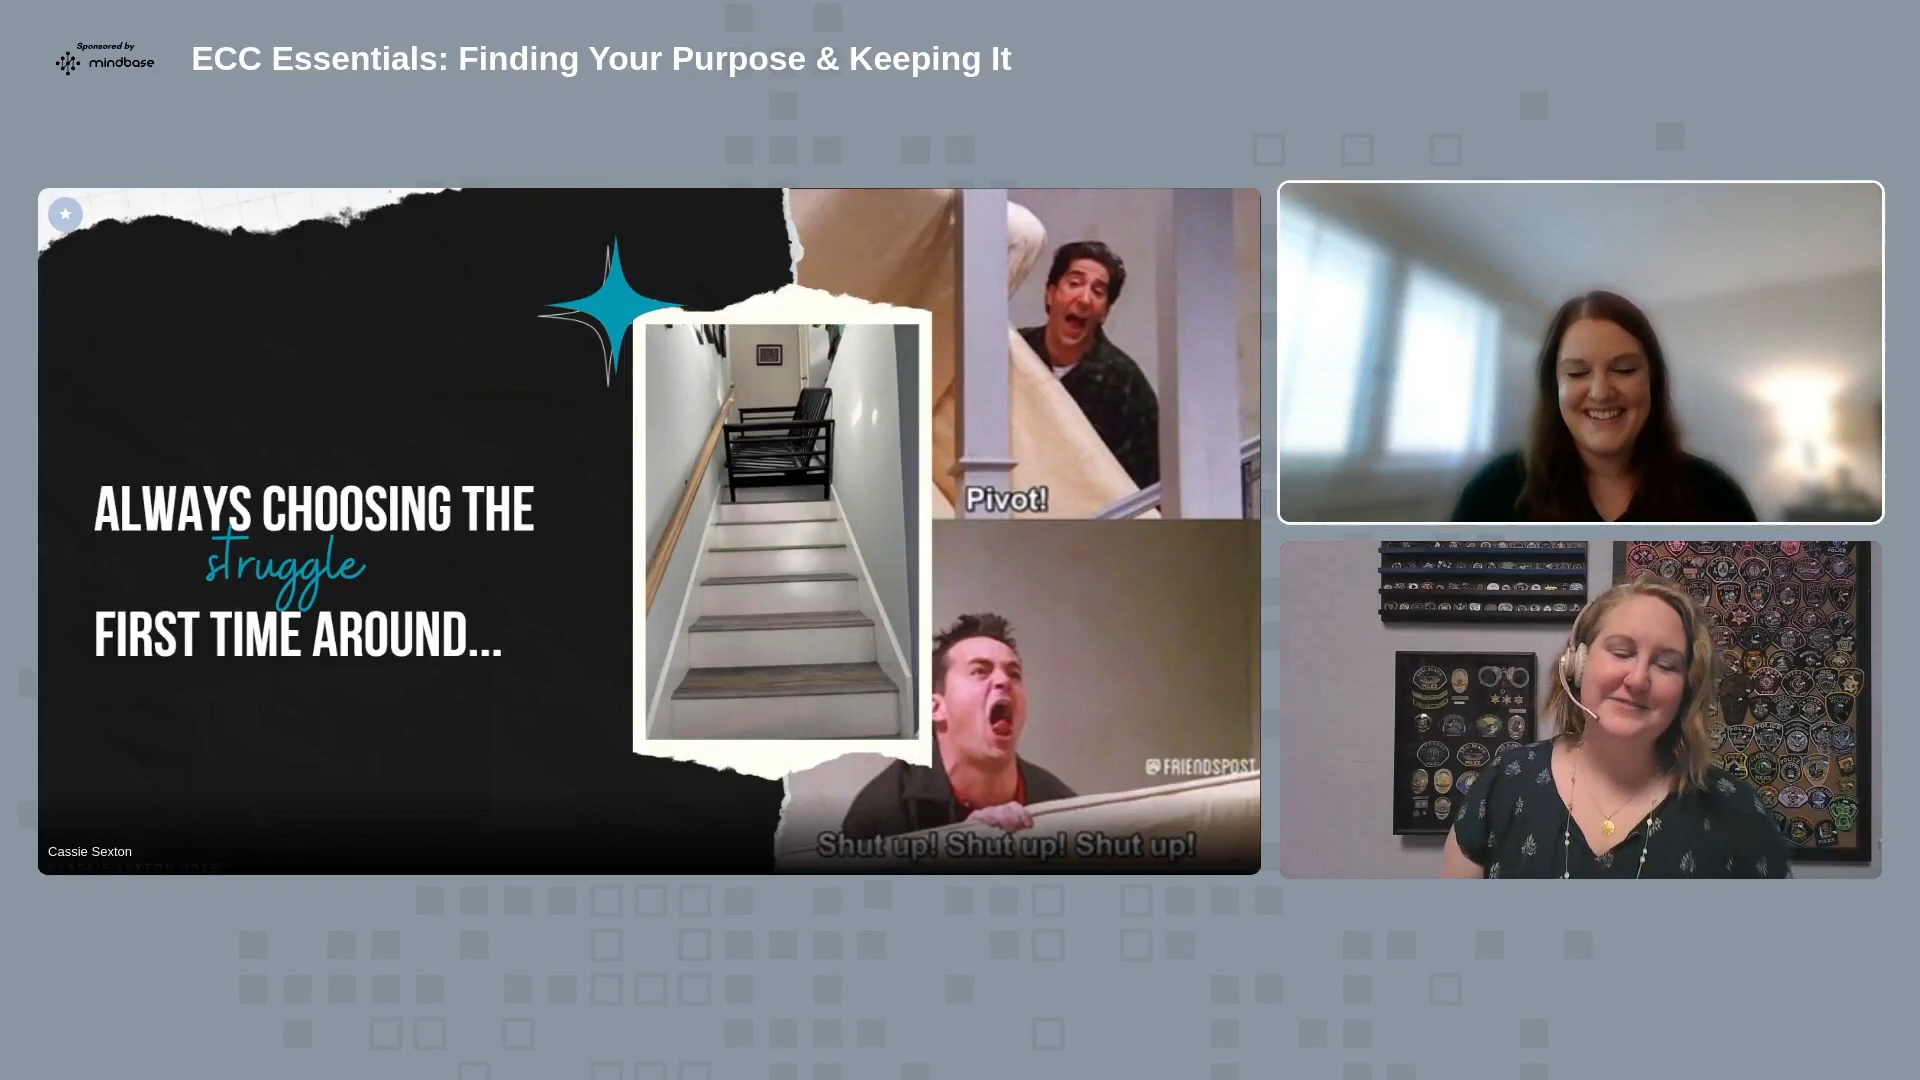 Sponsored by
mindbase
ECC Essentials: Finding Your Purpose & Keeping It
ALWAYS CHOOSING THE
struggle
FIRST TIME AROUND...
Pivot!
@FRIENDSPOST
Shut up! Shut up! Shut up!
Cassie Sexton